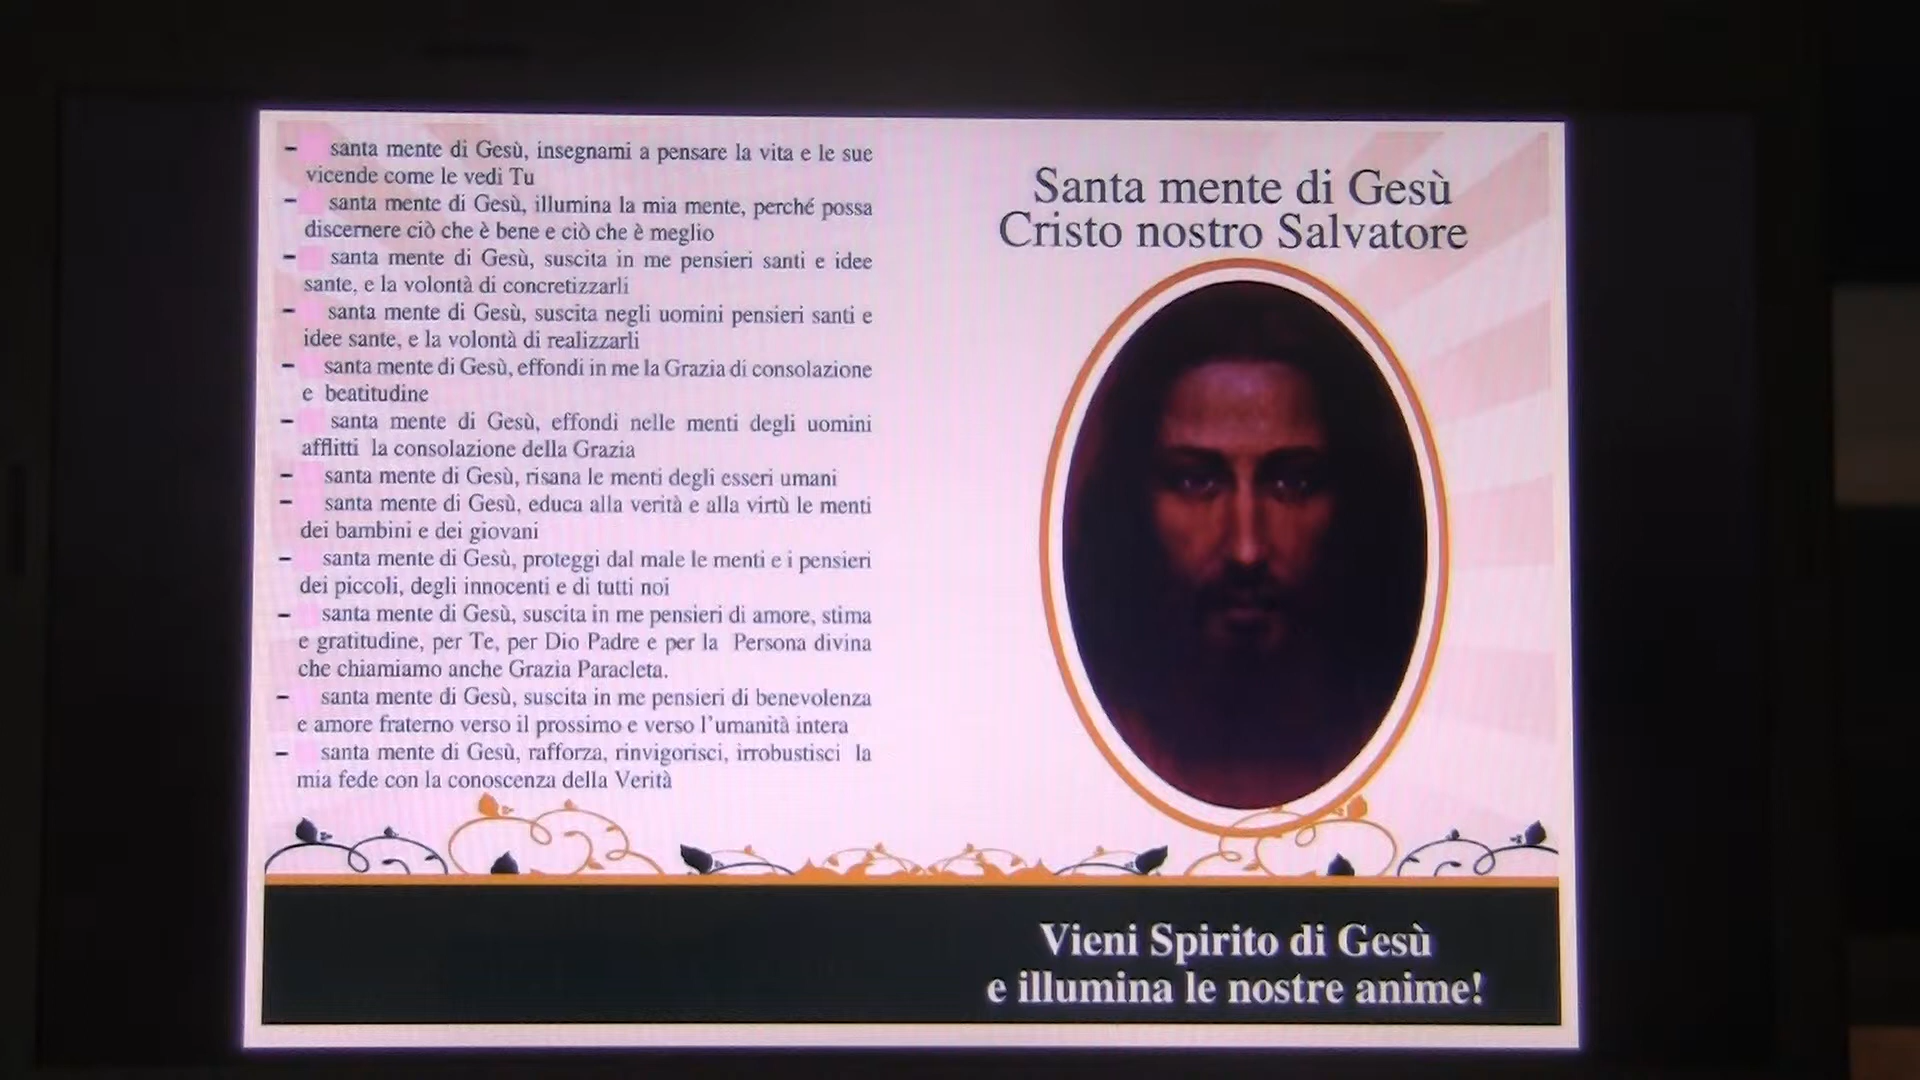 - santa mente di Gesù, insegnami a pensare la vita e le sue
vicende come le vedi Tu
- santa mente di Gesù, illumina la mia mente, perché possa
discernere ciò che è bene e ciò che è meglio
- santa mente di Gesù, suscita in me pensieri santi e idee
sante, e la volontà di concretizzarli
- santa mente di Gesù, suscita negli uomini pensieri santi e
idee sante, e la volontà di realizzarli
- santa mente di Gesù, effondi in me la Grazia di consolazione
e beatitudine
- santa mente di Gesù, effondi nelle menti degli uomini
afflitti la consolazione della Grazia
- santa mente di Gesù, risana le menti degli esseri umani
- santa mente di Gesù, educa alla verità e alla virtù le menti
dei bambini e dei giovani
- santa mente di Gesù, proteggi dal male le menti e i pensieri
dei piccoli, degli innocenti e di tutti noi
- santa mente di Gesù, suscita in me pensieri di amore, stima
e gratitudine, per Te, per Dio Padre e per la Persona divina
che chiamiamo anche Grazia Paracleta.
- santa mente di Gesù, suscita in me pensieri di benevolenza
e amore fraterno verso il prossimo e verso l'umanità intera
- santa mente di Gesù, rafforza, rinvigorisci, irrobustisci la
mia fede con la conoscenza della Verità
Santa mente di Gesù
Cristo nostro Salvatore
Vieni Spirito di Gesù
e illumina le nostre anime!